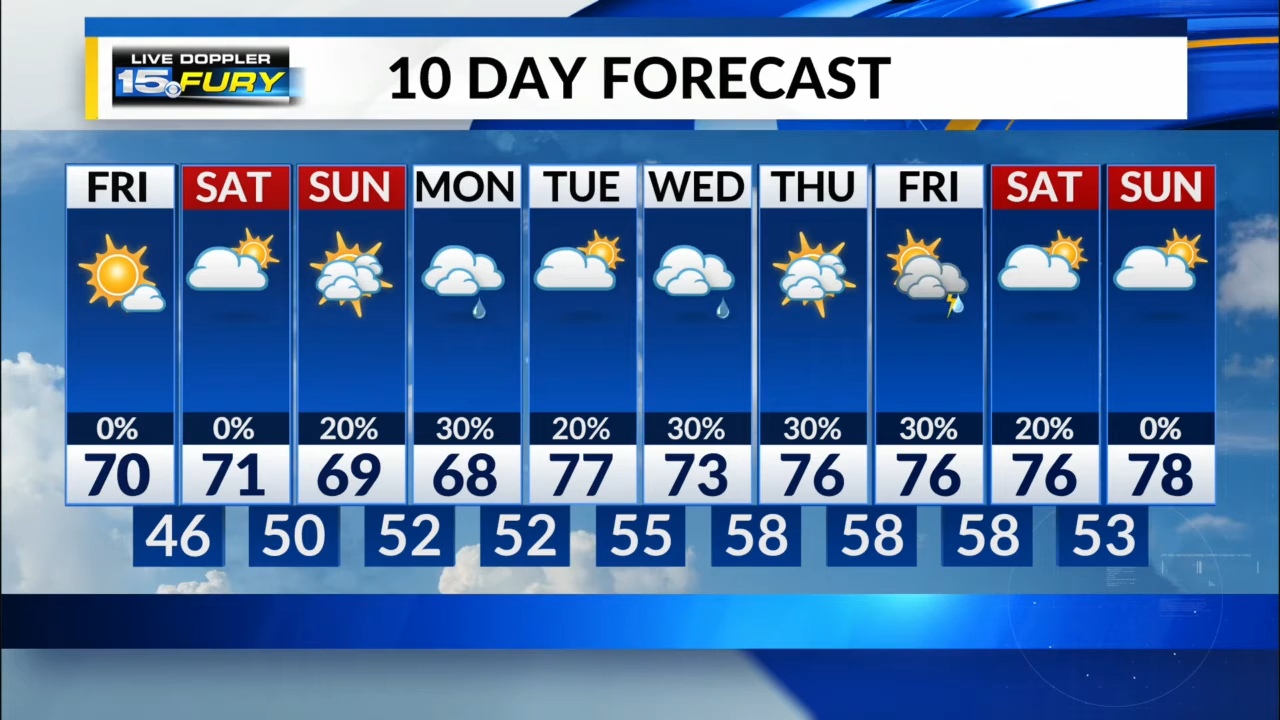 LIVE DOPPLER
15 FURY
10 DAY FORECAST
FRI SAT SUN MON TUE WED THU FRI SAT SUN
0% 0% 20% 30% 20% 30% 30% 30% 20% 0%
70 71 69 68 77 73 76 76 76 78
46 50 52 52 55 58 58 58 53